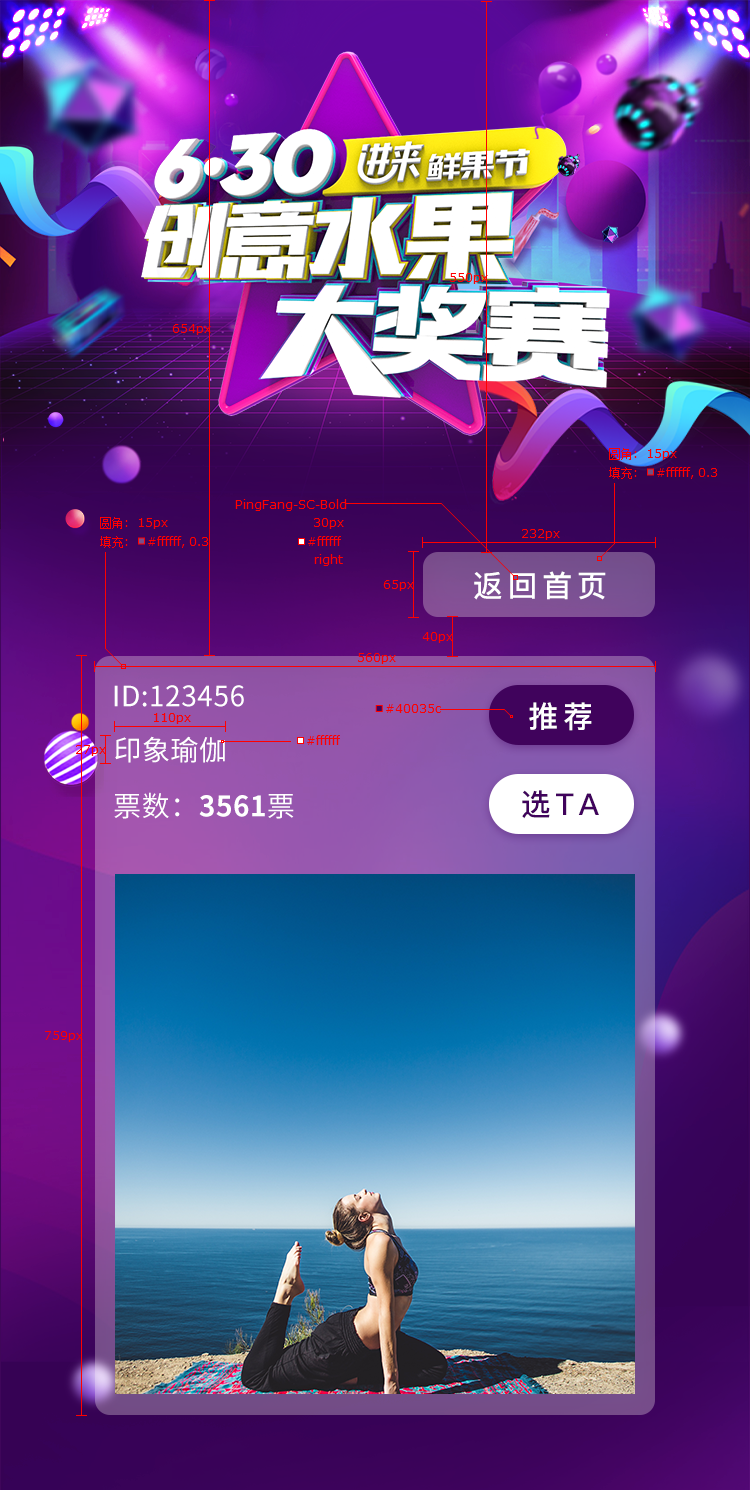 6·30 进来 鲜果节
创意水果
大奖赛
550px
654px
圆角：15px
填充：#ffffff, 0.3
PingFang-SC-Bold
30px
#ffffff
right
圆角：15px
填充：#ffffff, 0.3
232px
65px
返回首页
40px
560px
ID:123456
110px
#40035c
推荐
27px
印象瑜伽
#ffffff
票数：3561票
选TA
759px